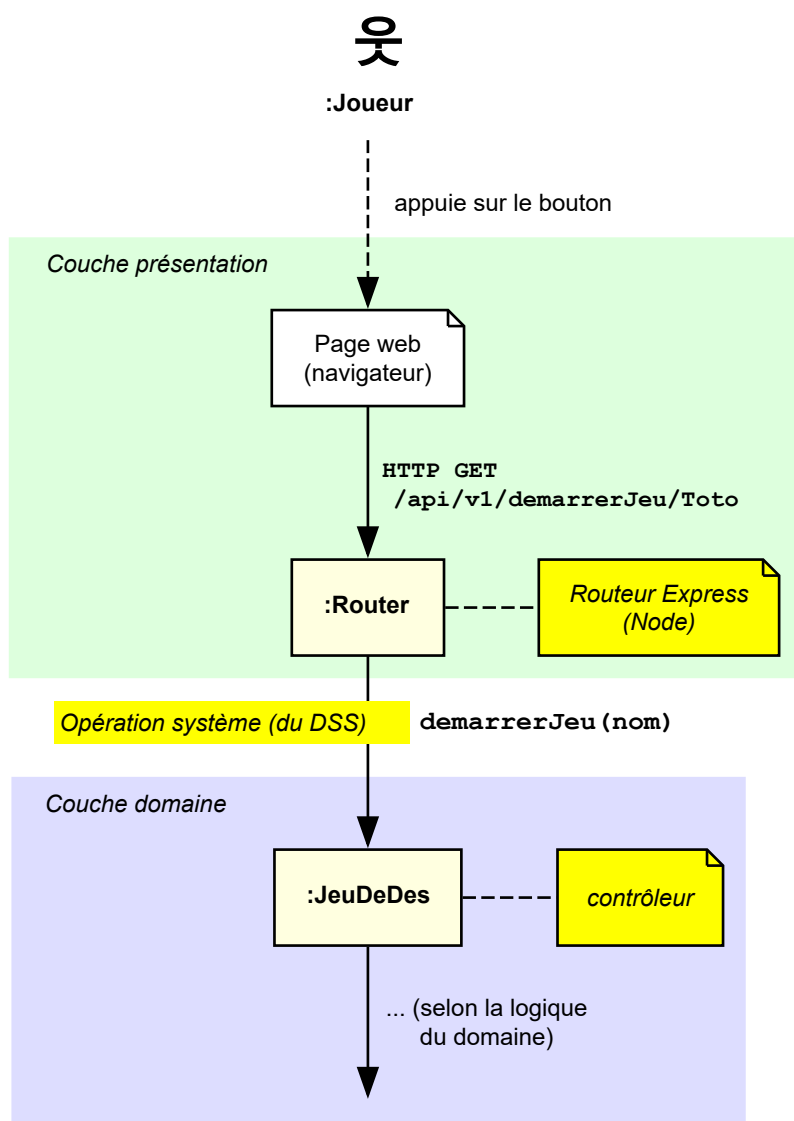 웃
:Joueur
appuie sur le bouton
Couche présentation
Page web
(navigateur)
HTTP GET
/api/v1/demarrerJeu/Toto
:Router
Routeur Express
(Node)
Opération système (du DSS)
demarrerJeu(nom)
Couche domaine
:JeuDeDes
contrôleur
... (selon la logique
du domaine)